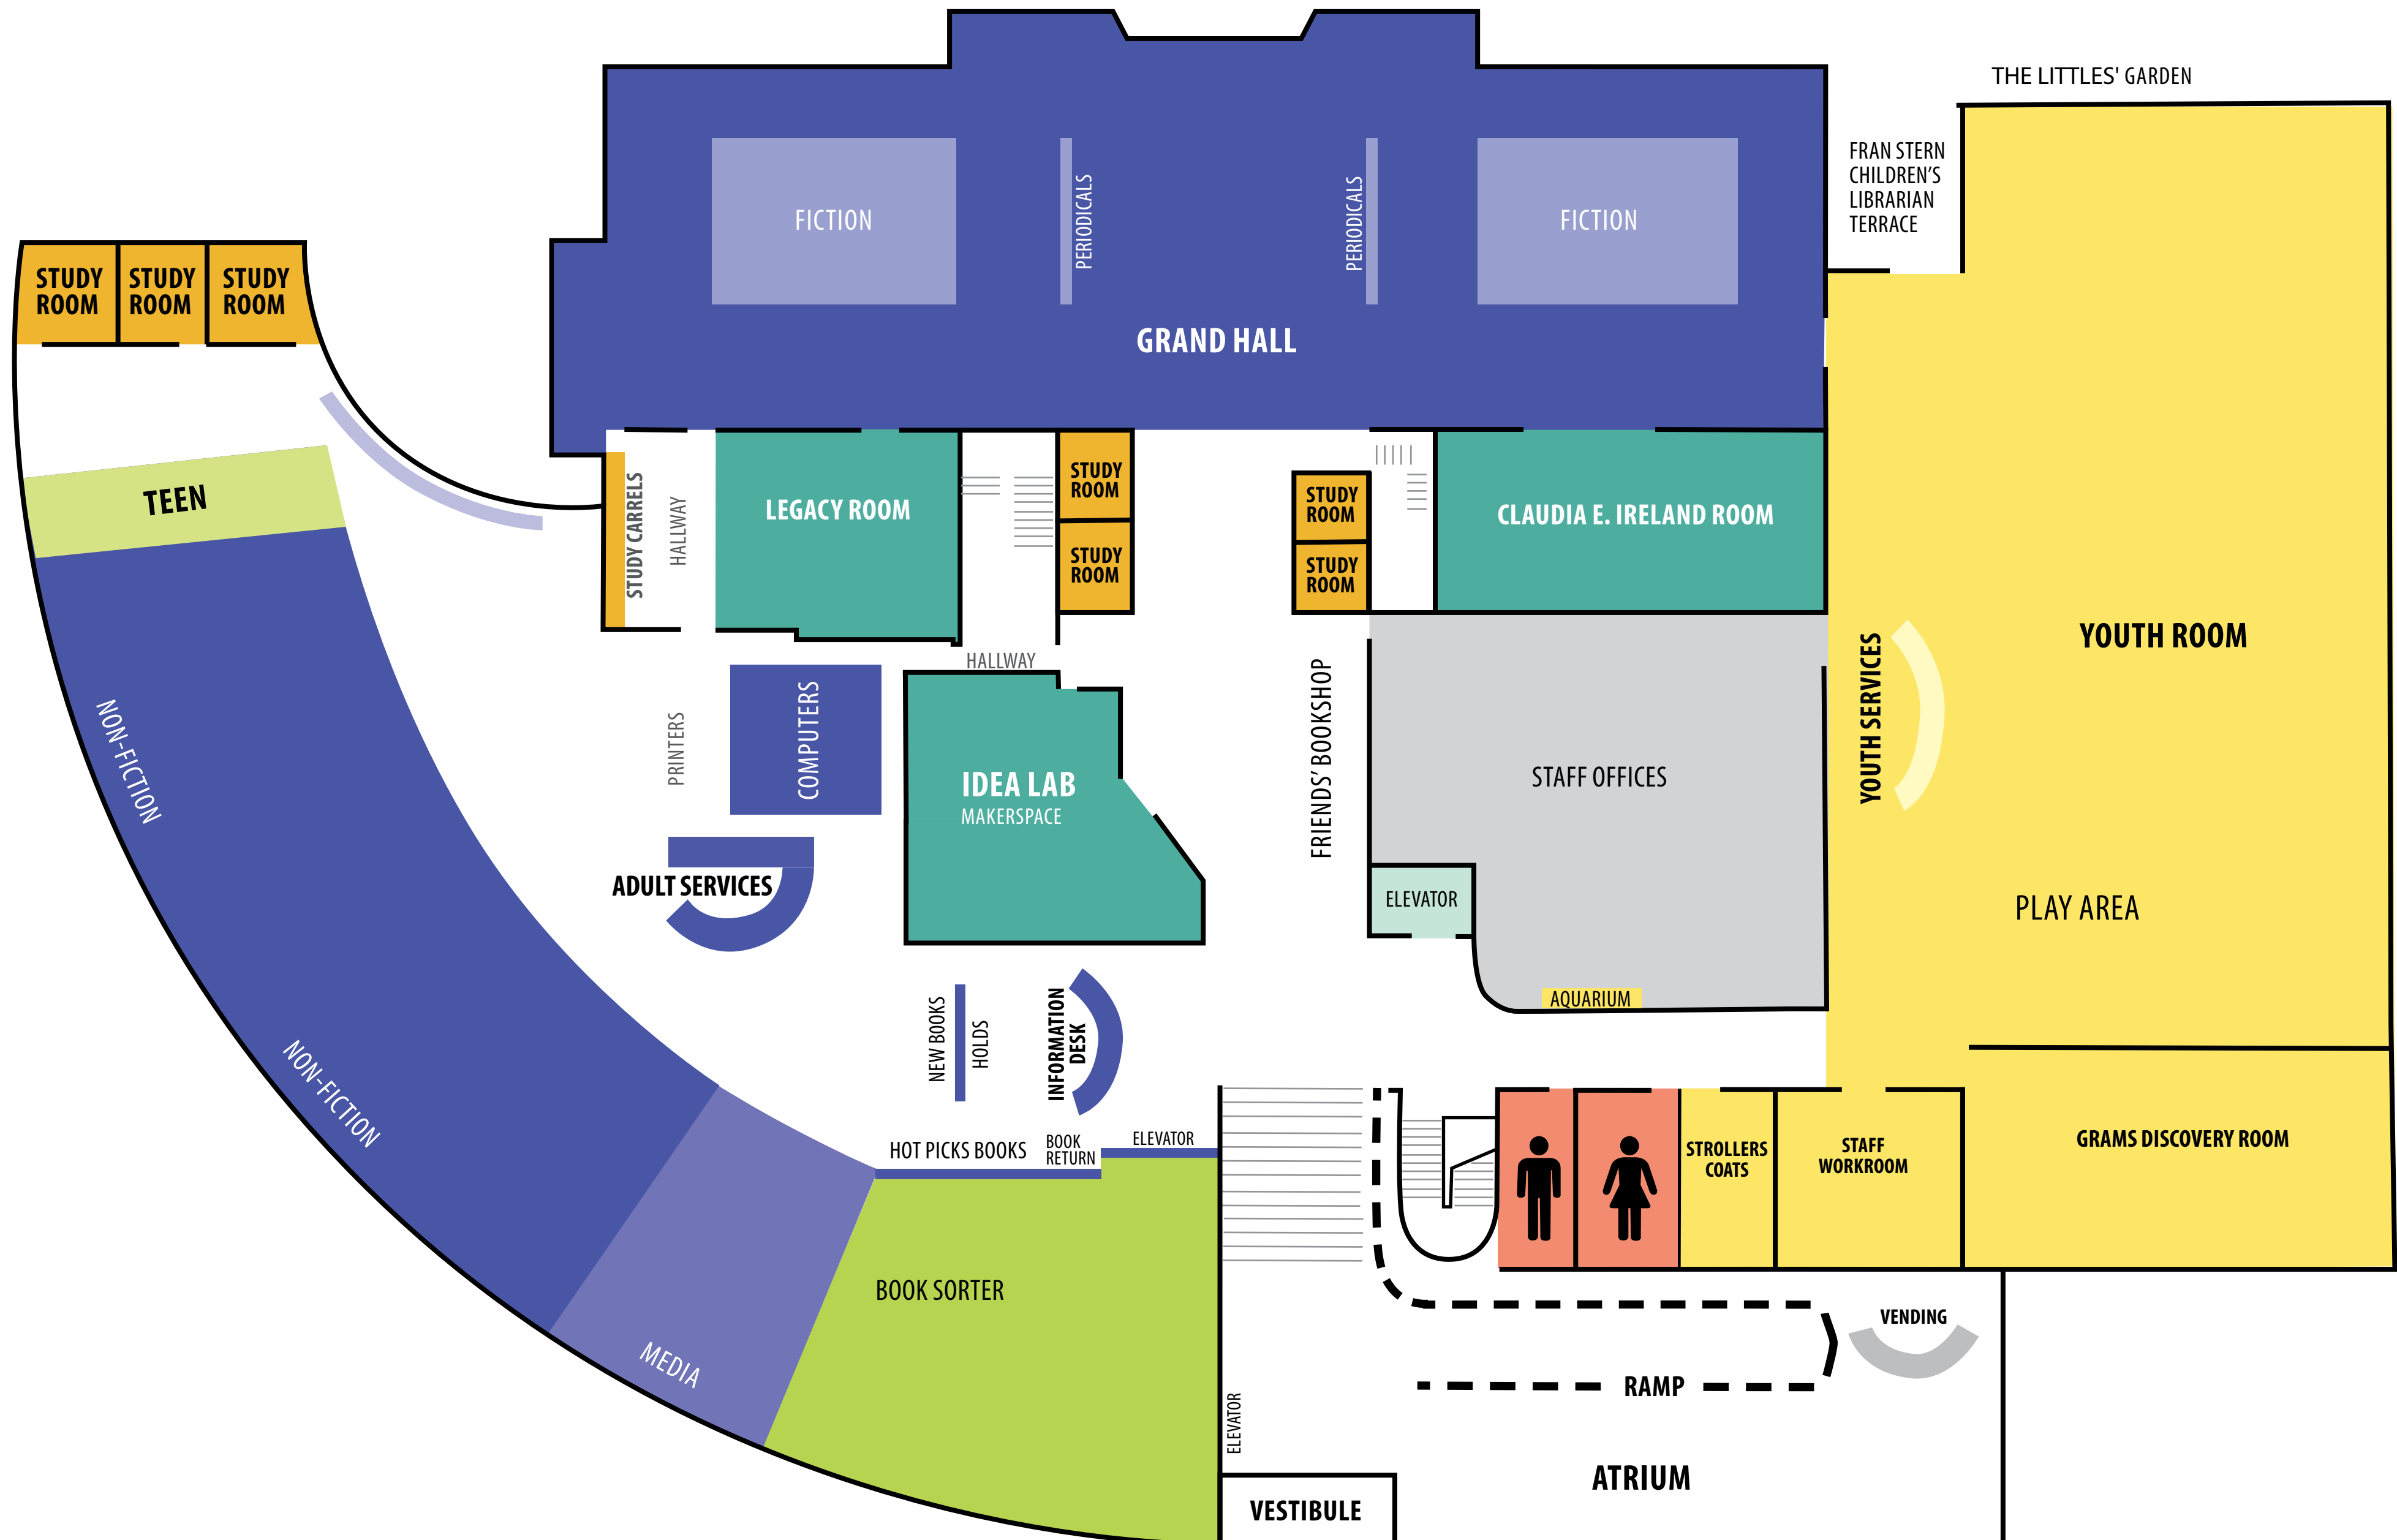 THE LITTLES' GARDEN
FRAN STERN
CHILDREN'S
LIBRARIAN
TERRACE
FICTION
PERIODICALS
PERIODICALS
FICTION
GRAND HALL
STUDY
ROOM
STUDY
ROOM
STUDY
ROOM
TEEN
STUDY CARRELS
HALLWAY
LEGACY ROOM
STUDY
ROOM
STUDY
ROOM
STUDY
ROOM
STUDY
ROOM
CLAUDIA E. IRELAND ROOM
YOUTH ROOM
YOUTH SERVICES
HALLWAY
NON-FICTION
PRINTERS
COMPUTERS
IDEA LAB
MAKERSPACE
FRIENDS' BOOKSHOP
STAFF OFFICES
ADULT SERVICES
ELEVATOR
PLAY AREA
AQUARIUM
NEW BOOKS
HOLDS
INFORMATION
DESK
NON-FICTION
HOT PICKS BOOKS
BOOK
RETURN
ELEVATOR
STROLLERS
COATS
STAFF
WORKROOM
GRAMS DISCOVERY ROOM
BOOK SORTER
MEDIA
VENDING
RAMP
ELEVATOR
ATRIUM
VESTIBULE